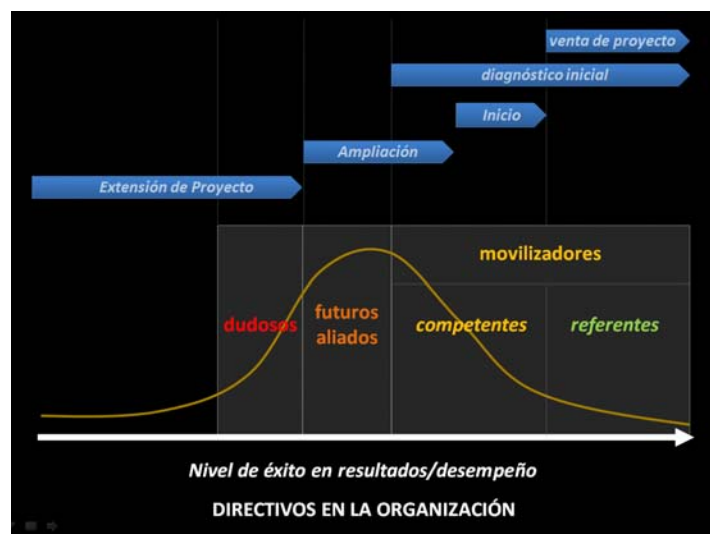 venta de proyecto
diagnóstico inicial
Inicio
Ampliación
Extensión de Proyecto
movilizadores
dudosos
futuros
aliados
competentes
referentes
Nivel de éxito en resultados/desempeño
DIRECTIVOS EN LA ORGANIZACIÓN